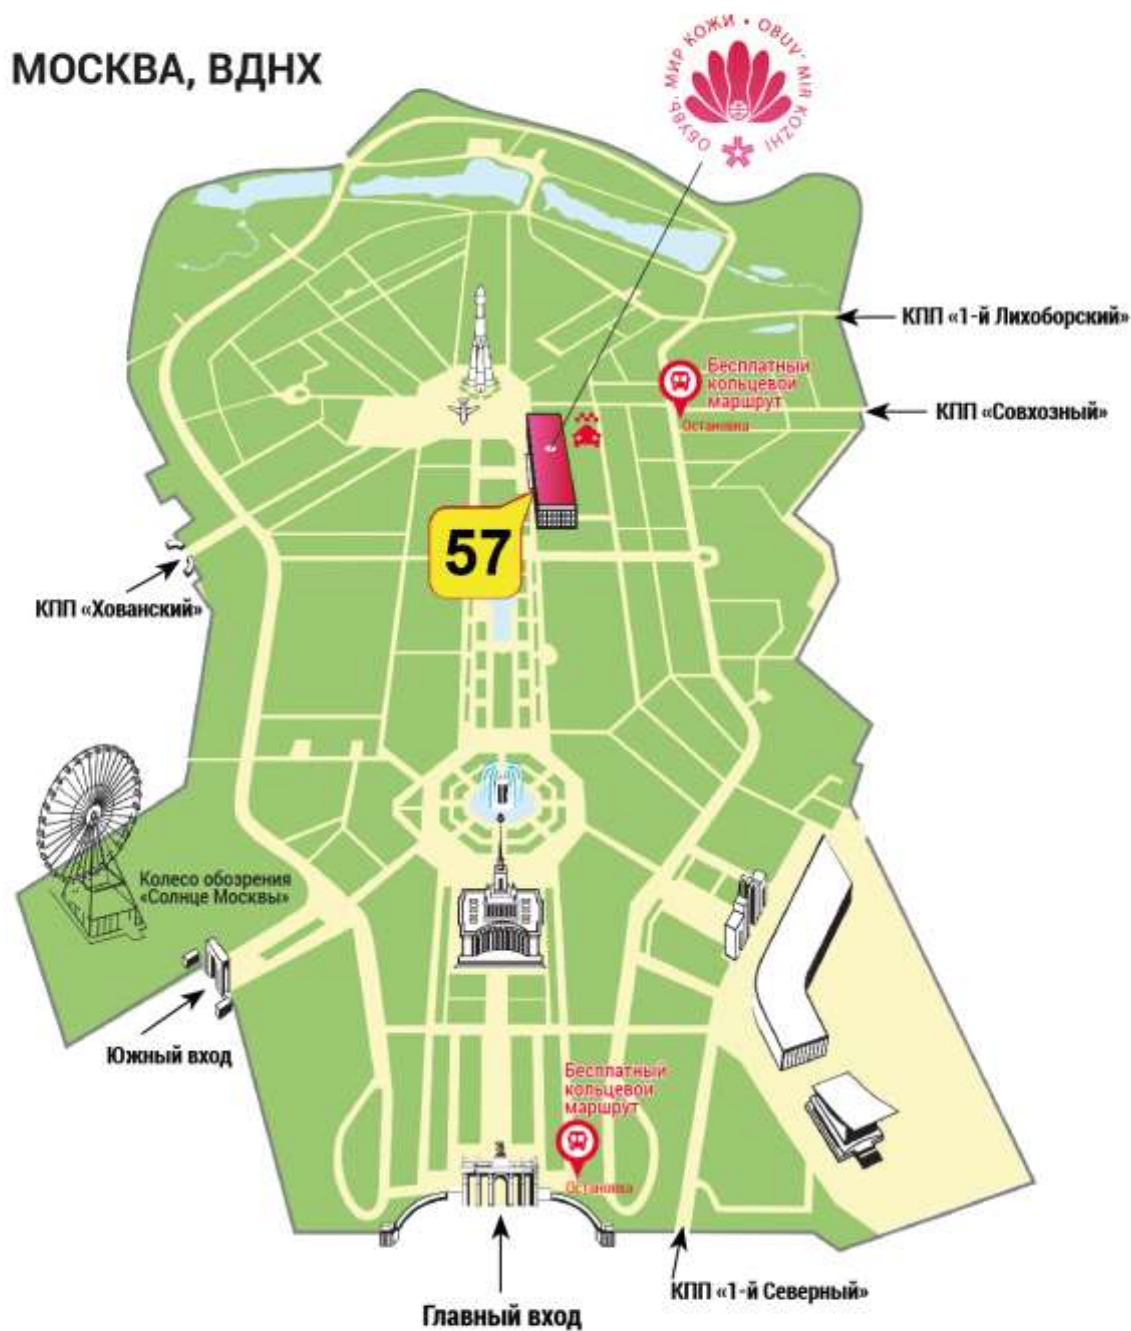 МОСКВА, ВДНХ
ОБУВЬ. МИР КОЖИ • OBUV' MIR KOZHI
КПП «1-й Лихоборский»
Бесплатный
кольцевой
маршрут
Остановка
КПП «Совхозный»
57
КПП «Хованский»
Колесо обозрения
«Солнце Москвы»
Южный вход
Бесплатный
кольцевой
маршрут
Остановка
КПП «1-й Северный»
Главный вход